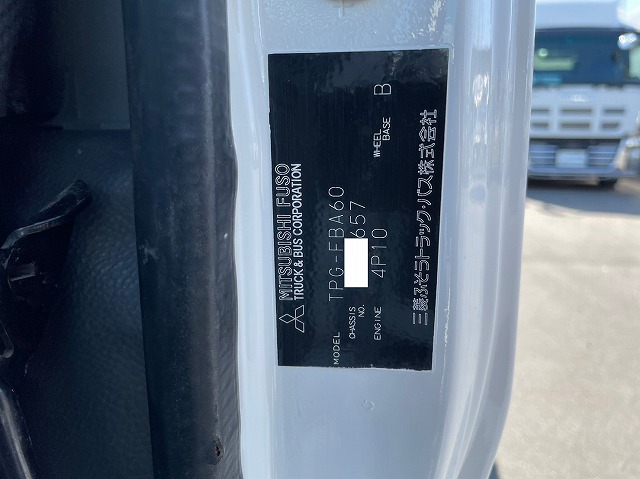 MITSUBISHI FUSO
TRUCK & BUS CORPORATION
MODEL TPG-FBA60
CHASSIS NO. 657
ENGINE 4P10 WHEEL BASE B
三菱ふそうトラック・バス株式会社